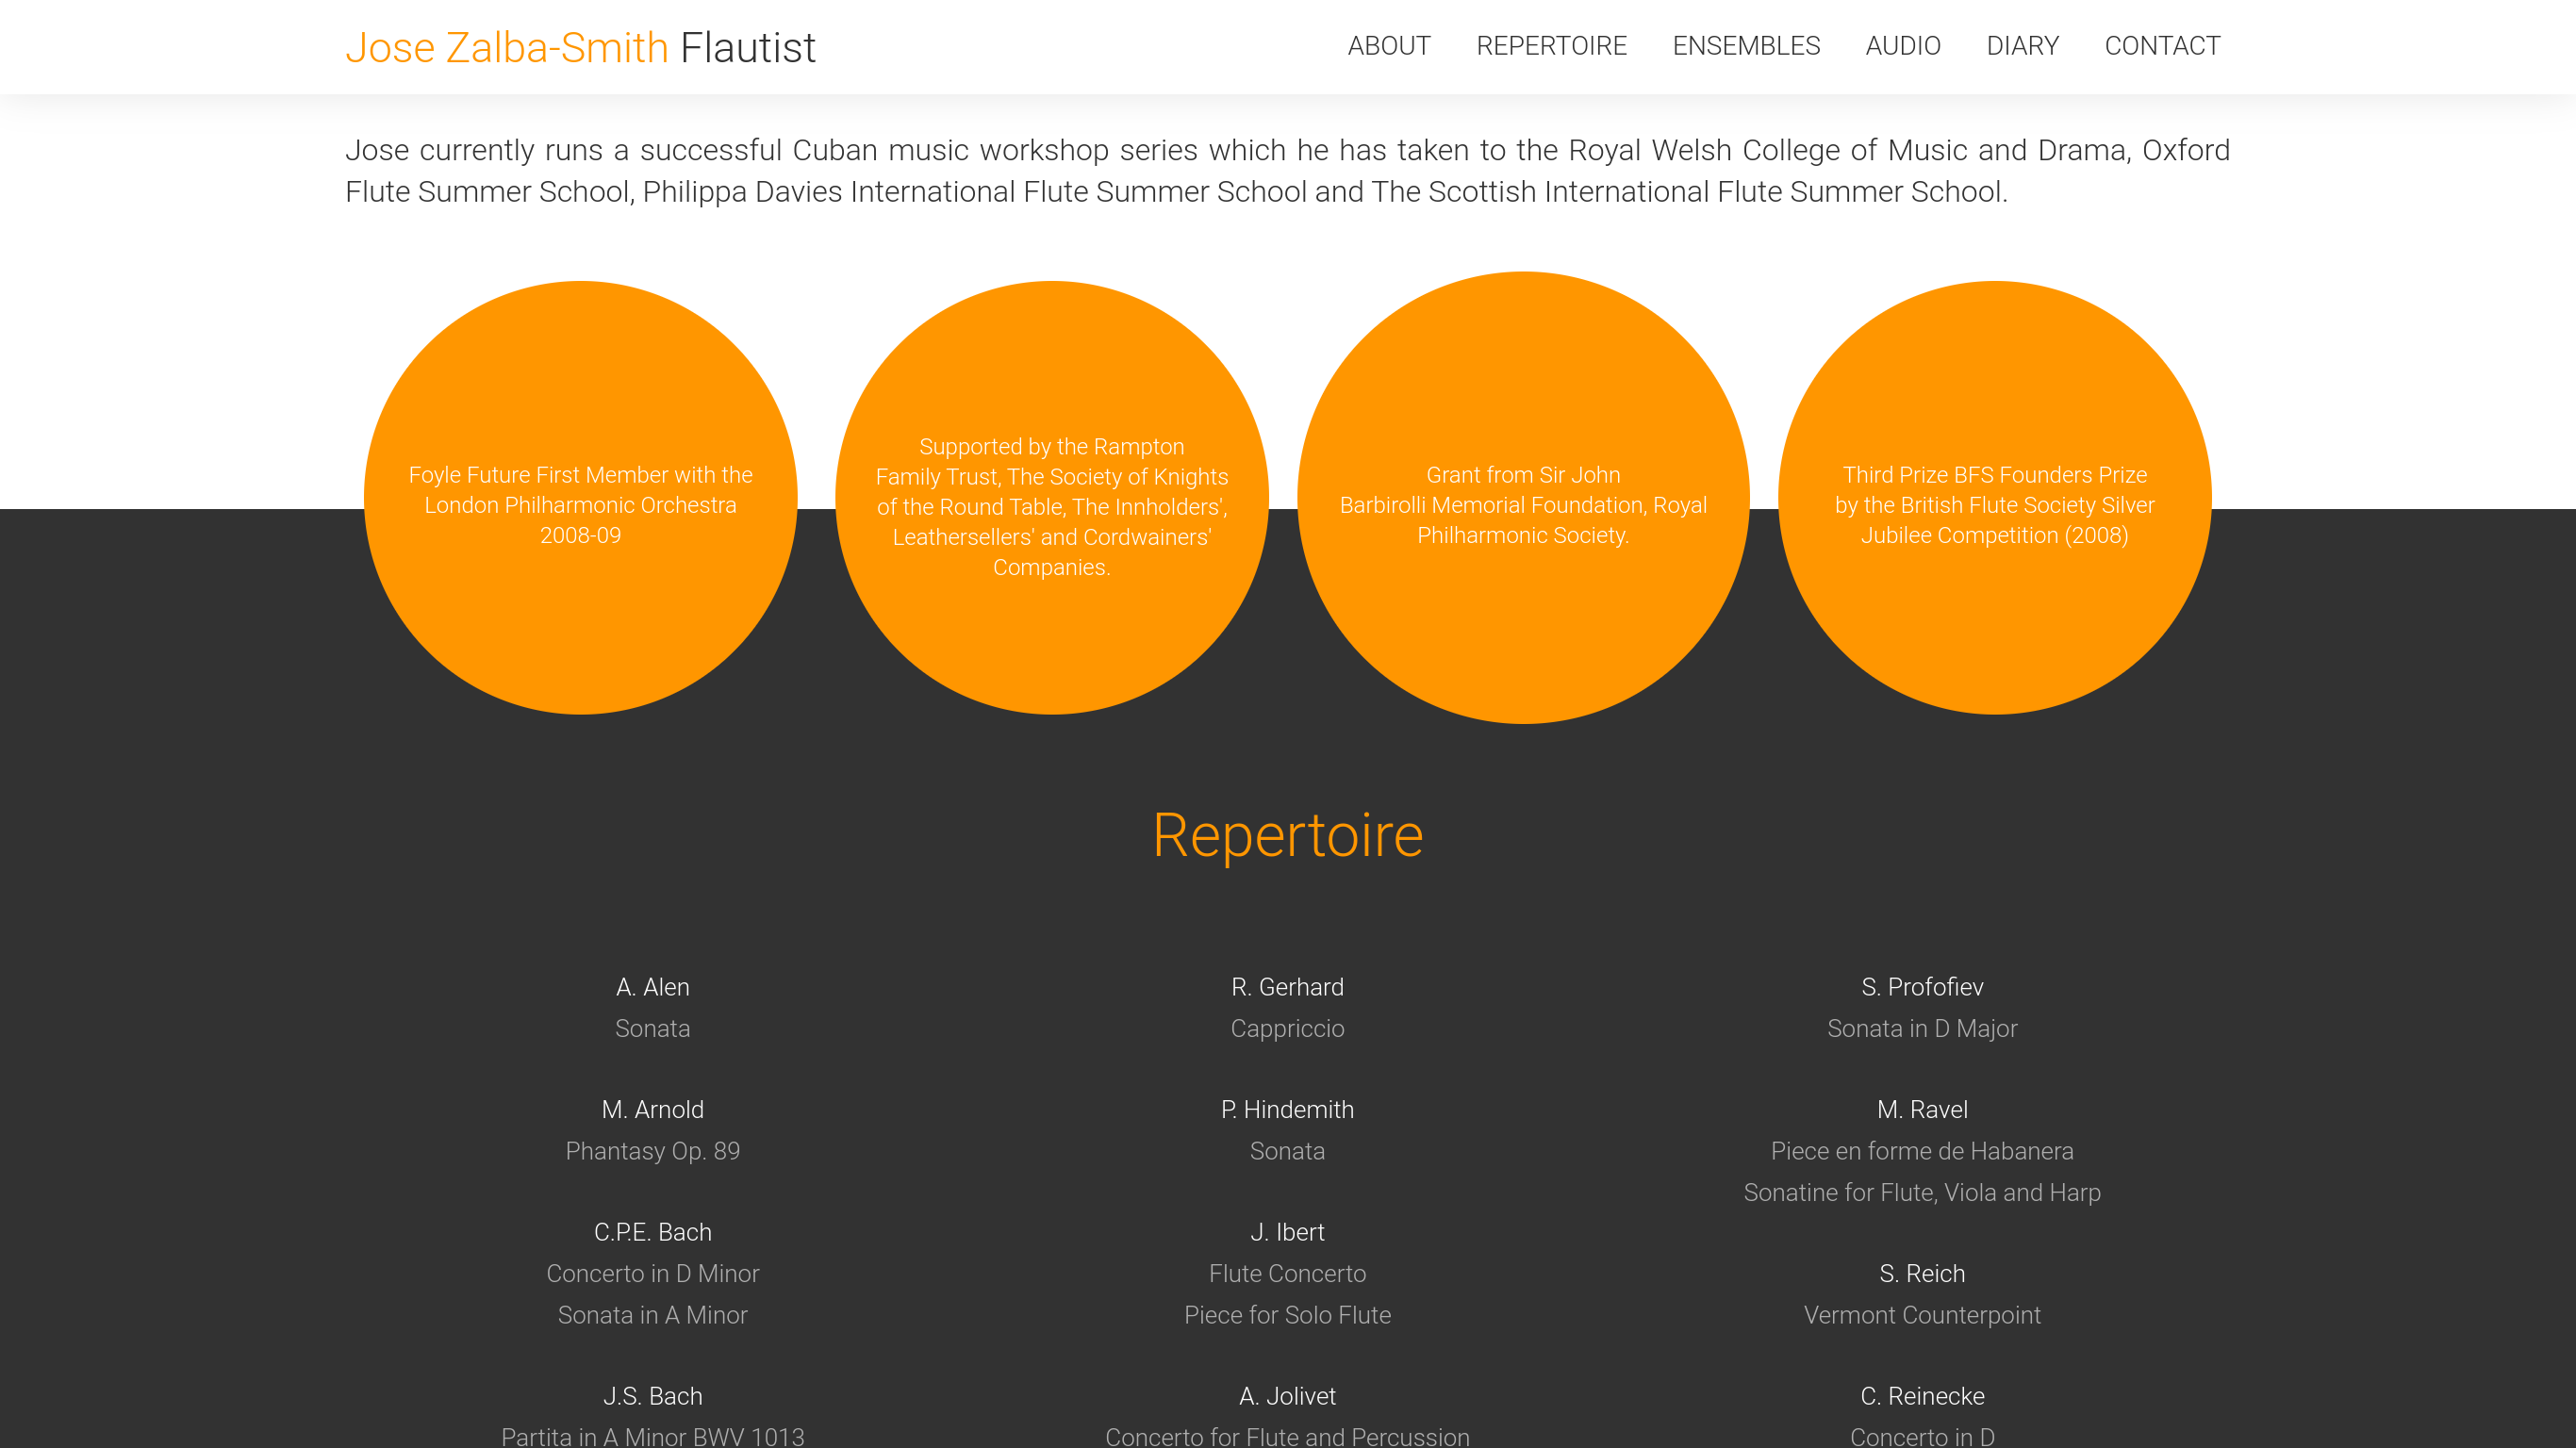 Jose Zalba-Smith Flautist
ABOUT REPERTOIRE ENSEMBLES AUDIO DIARY CONTACT
Jose currently runs a successful Cuban music workshop series which he has taken to the Royal Welsh College of Music and Drama, Oxford
Flute Summer School, Philippa Davies International Flute Summer School and The Scottish International Flute Summer School.
Foyle Future First Member with the
London Philharmonic Orchestra
2008-09
Supported by the Rampton
Family Trust, The Society of Knights
of the Round Table, The Innholders',
Leathersellers' and Cordwainers'
Companies.
Grant from Sir John
Barbirolli Memorial Foundation, Royal
Philharmonic Society.
Third Prize BFS Founders Prize
by the British Flute Society Silver
Jubilee Competition (2008)
Repertoire
A. Alen
Sonata
M. Arnold
Phantasy Op. 89
C.P.E. Bach
Concerto in D Minor
Sonata in A Minor
J.S. Bach
Partita in A Minor BWV 1013
R. Gerhard
Cappriccio
P. Hindemith
Sonata
J. Ibert
Flute Concerto
Piece for Solo Flute
A. Jolivet
Concerto for Flute and Percussion
S. Profofiev
Sonata in D Major
M. Ravel
Piece en forme de Habanera
Sonatine for Flute, Viola and Harp
S. Reich
Vermont Counterpoint
C. Reinecke
Concerto in D